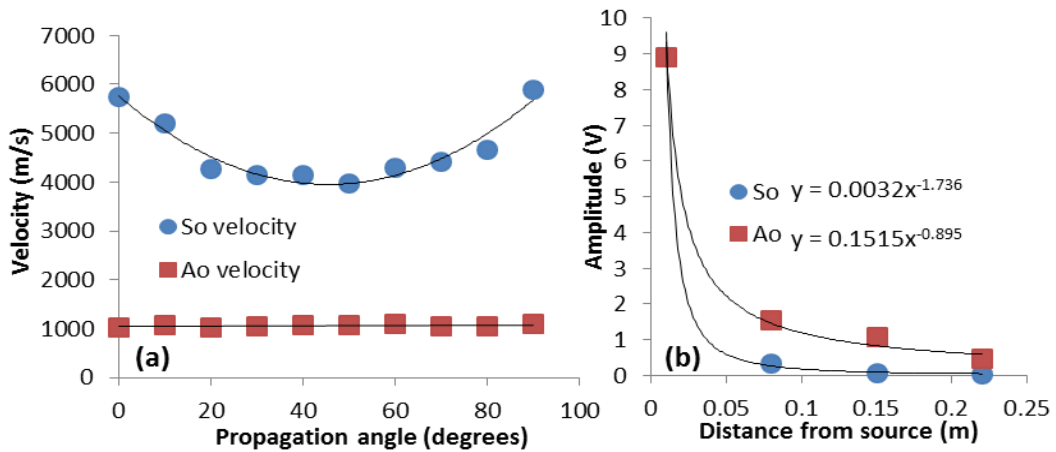 7000
6000
5000
4000
3000
2000
1000
0
Velocity (m/s)
So velocity
Ao velocity
(a)
0 20 40 60 80 100
Propagation angle (degrees)
10
9
8
7
6
5
4
3
2
1
0
Amplitude (V)
So y = 0.0032x^-1.736
Ao y = 0.1515x^-0.895
(b)
0 0.05 0.1 0.15 0.2 0.25
Distance from source (m)